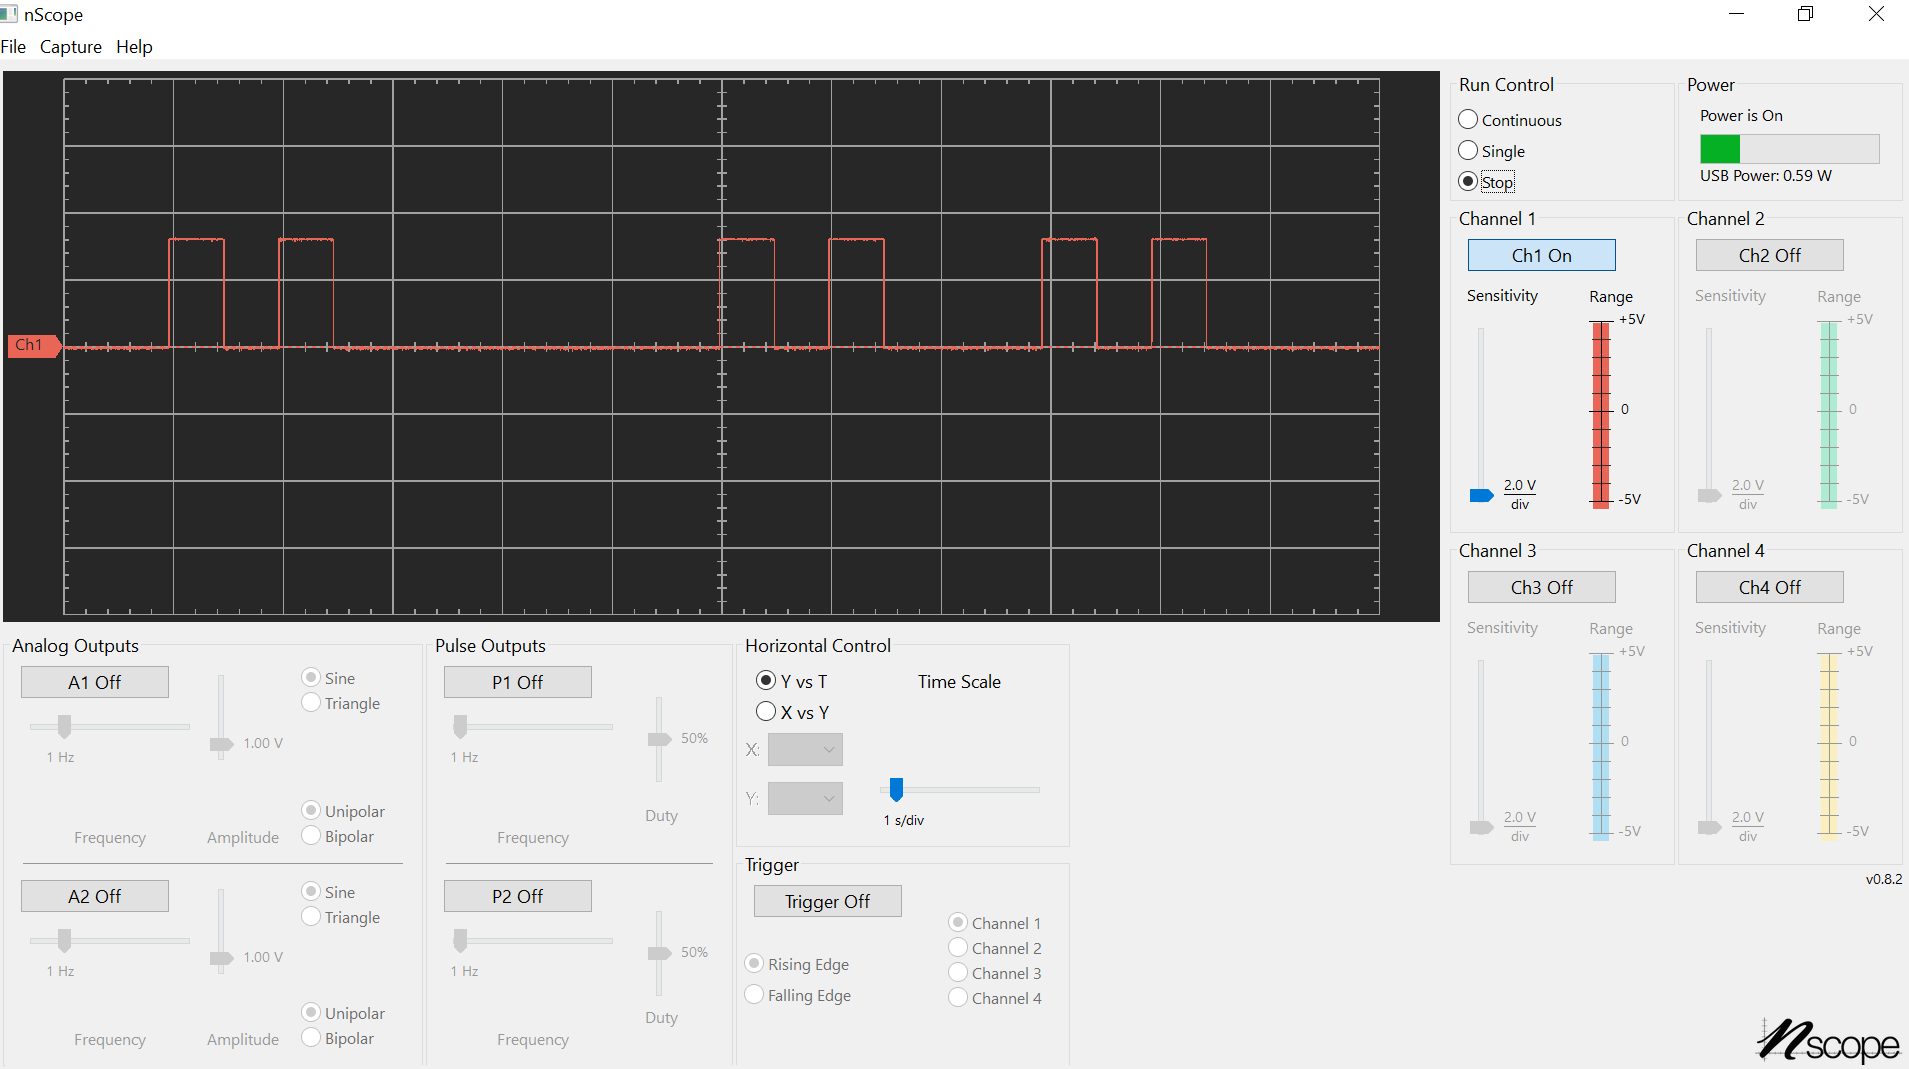 nScope
File Capture Help
Ch1
Run Control
Continuous
Single
Stop
Power
Power is On
USB Power: 0.59 W
Channel 1
Ch1 On
Sensitivity
Range
+5V
0
-5V
2.0 V
div
Channel 2
Ch2 Off
Sensitivity
Range
+5V
0
-5V
2.0 V
div
Channel 3
Ch3 Off
Sensitivity
Range
+5V
0
-5V
2.0 V
div
Channel 4
Ch4 Off
Sensitivity
Range
+5V
0
-5V
2.0 V
div
v0.8.2
Analog Outputs
A1 Off
Sine
Triangle
1.00 V
1 Hz
Unipolar
Bipolar
Frequency
Amplitude
A2 Off
Sine
Triangle
1.00 V
1 Hz
Unipolar
Bipolar
Frequency
Amplitude
Pulse Outputs
P1 Off
50%
1 Hz
Duty
Frequency
P2 Off
50%
1 Hz
Duty
Frequency
Horizontal Control
Y vs T
X vs Y
Time Scale
X:
Y:
1 s/div
Trigger
Trigger Off
Rising Edge
Falling Edge
Channel 1
Channel 2
Channel 3
Channel 4
nscope